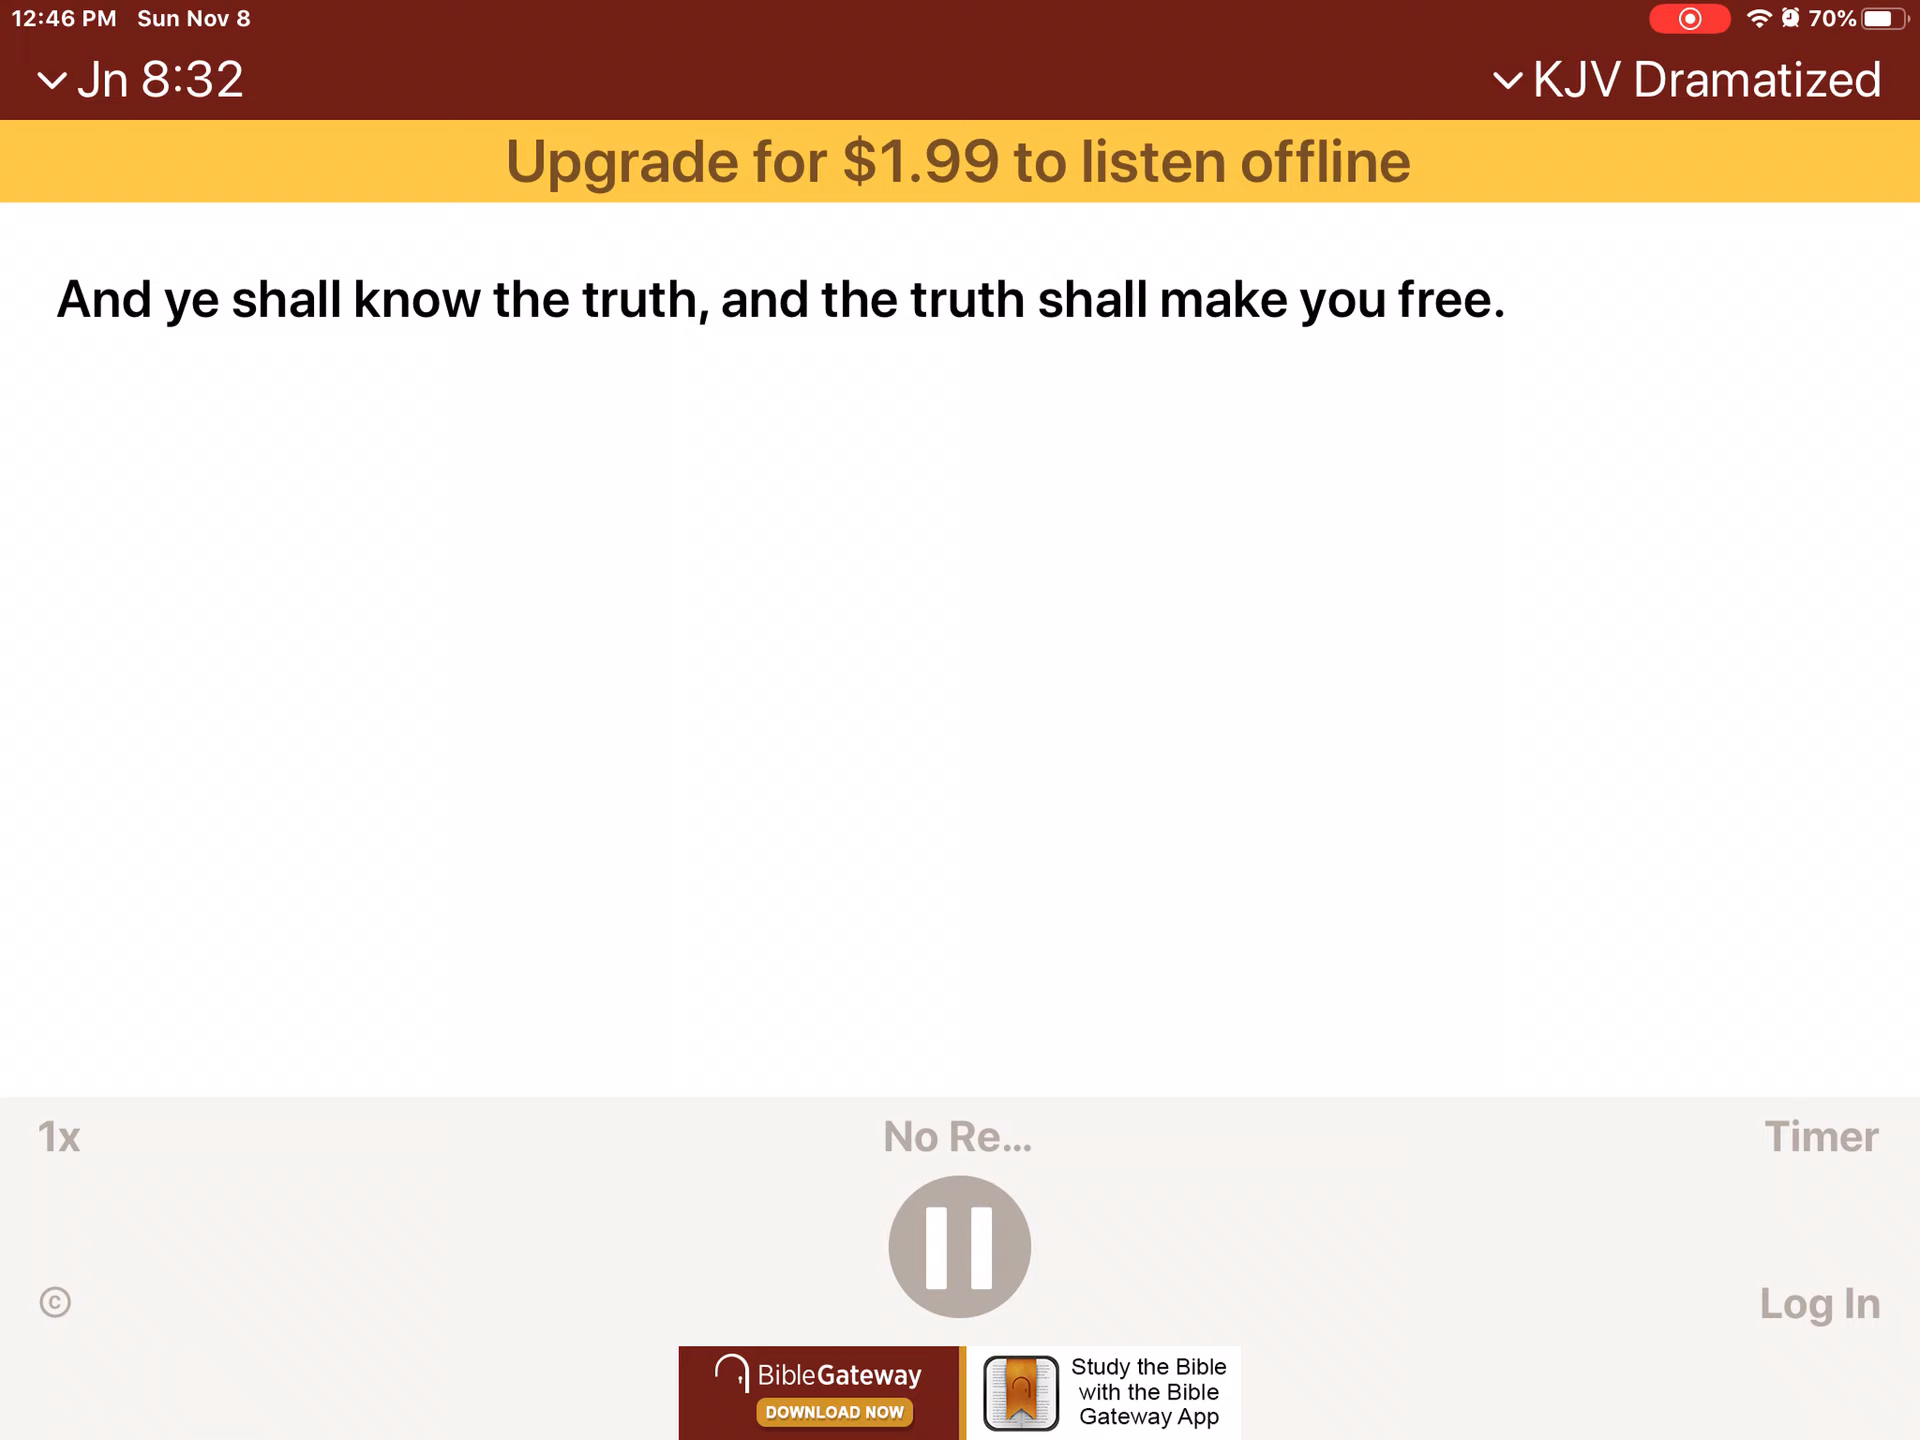 12:46 PM Sun Nov 8 70%
Jn 8:32 KJV Dramatized
Upgrade for $1.99 to listen offline
And ye shall know the truth, and the truth shall make you free.
1x No Re... Timer
© Log In
BibleGateway
DOWNLOAD NOW
Study the Bible
with the Bible
Gateway App